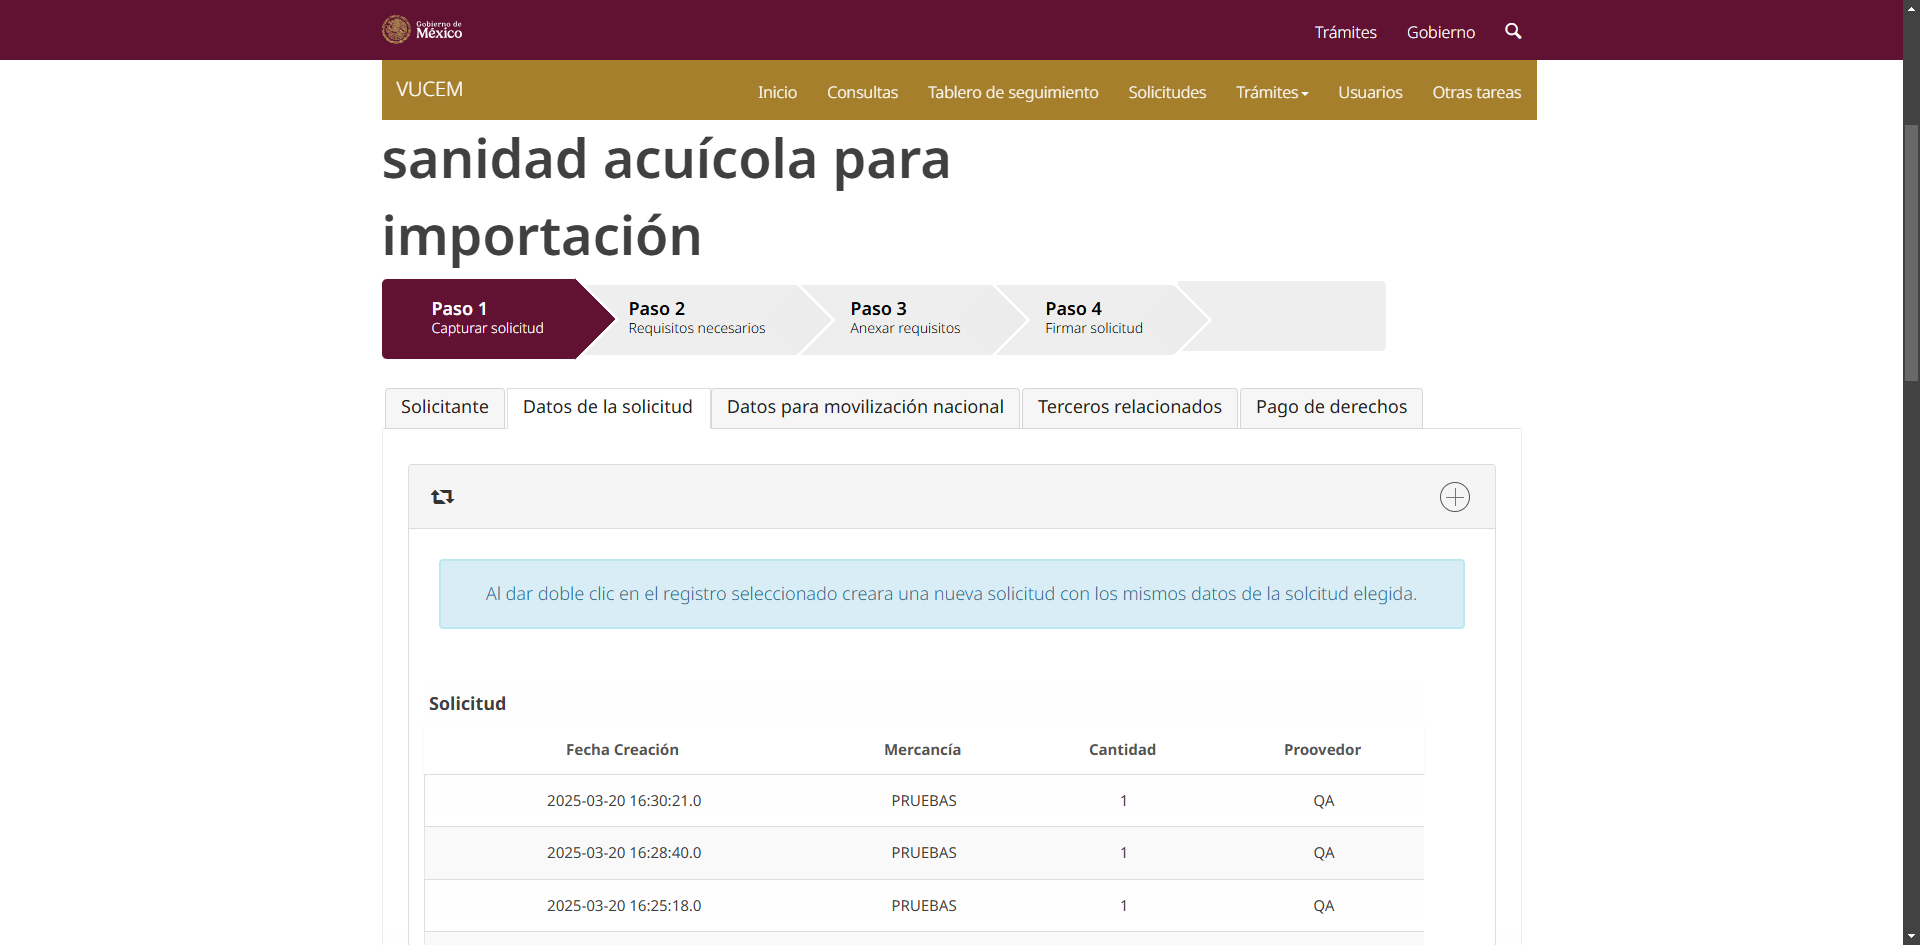 Gobierno de
México
Trámites
Gobierno
VUCEM
Inicio
Consultas
Tablero de seguimiento
Solicitudes
Trámites
Usuarios
Otras tareas
sanidad acuícola para
importación
Paso 1
Capturar solicitud
Paso 2
Requisitos necesarios
Paso 3
Anexar requisitos
Paso 4
Firmar solicitud
Solicitante
Datos de la solicitud
Datos para movilización nacional
Terceros relacionados
Pago de derechos
Al dar doble clic en el registro seleccionado creara una nueva solicitud con los mismos datos de la solcitud elegida.
Solicitud
Fecha Creación Mercancía Cantidad Proovedor
2025-03-20 16:30:21.0 PRUEBAS 1 QA
2025-03-20 16:28:40.0 PRUEBAS 1 QA
2025-03-20 16:25:18.0 PRUEBAS 1 QA